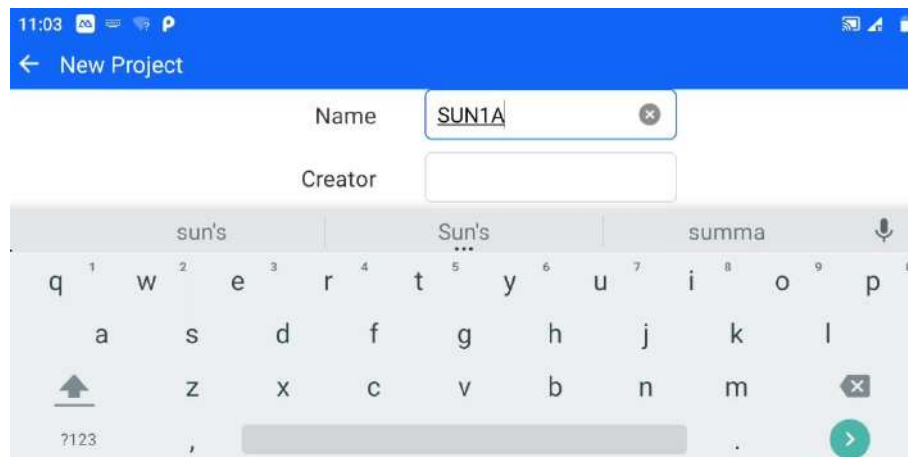 11:03
New Project
Name SUN1A
Creator
sun's Sun's summa
q 1 w 2 e 3 r 4 t 5 y 6 u 7 i 8 o 9 p
a s d f g h j k l
z x c v b n m
?123 , .